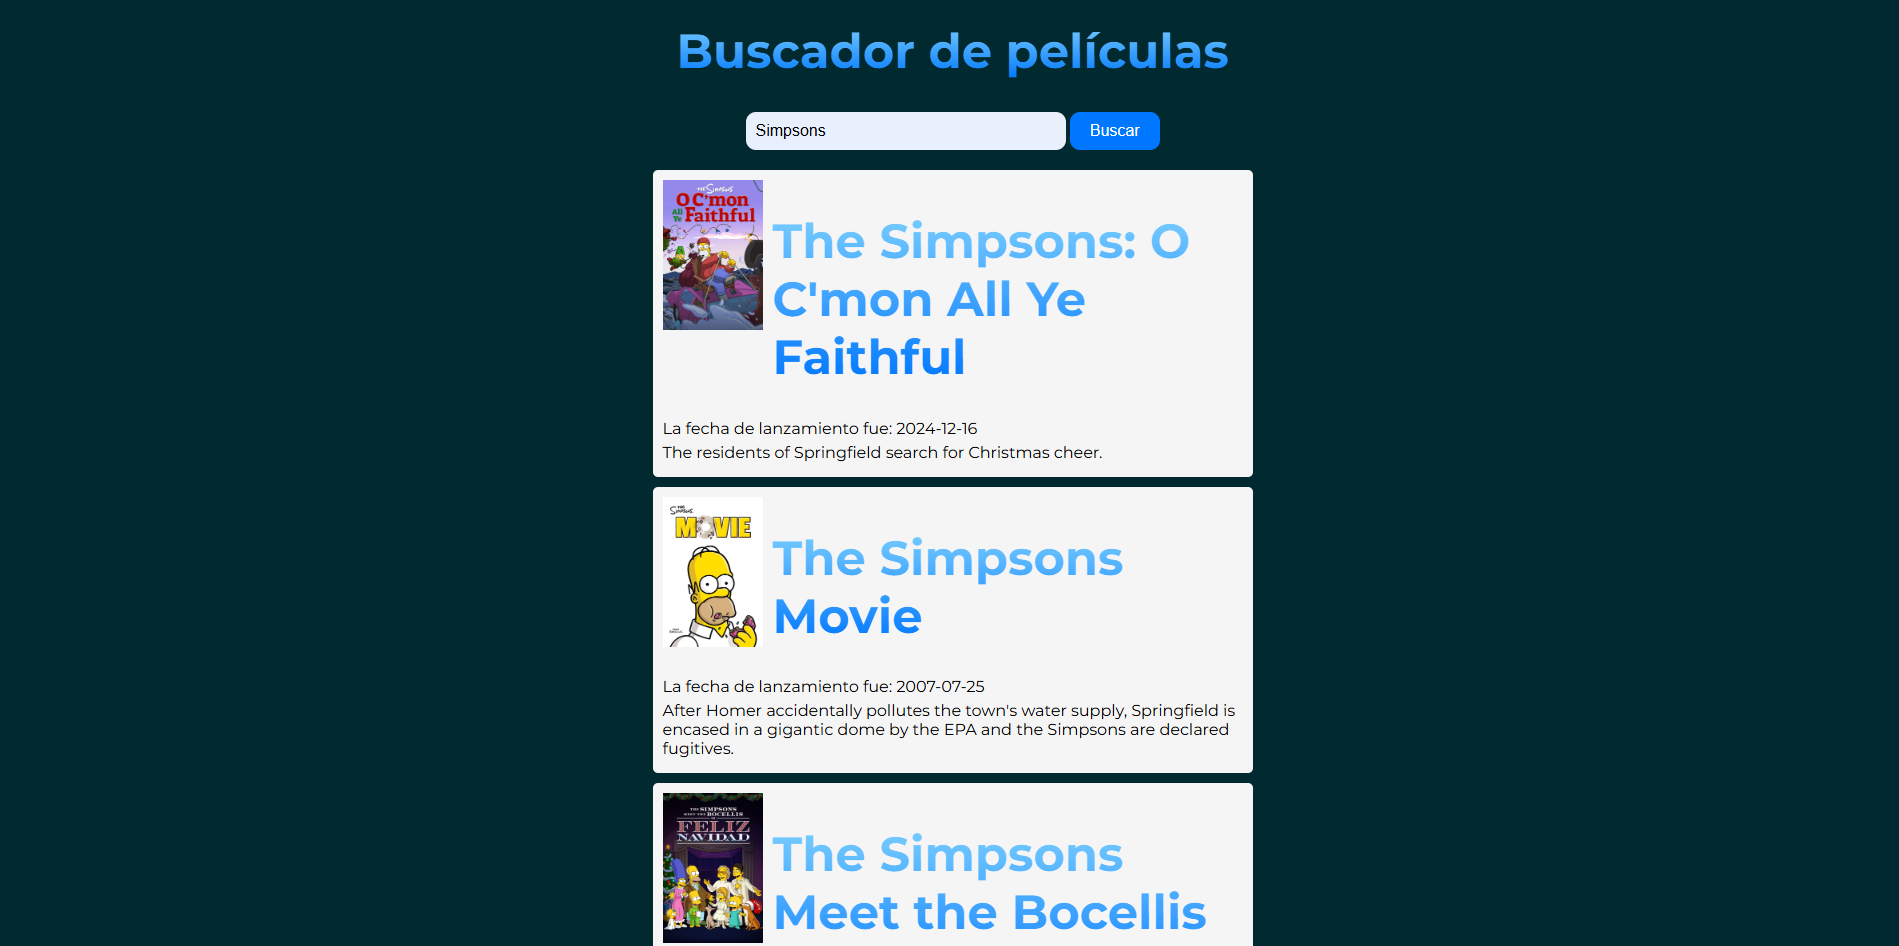 Buscador de películas
Simpsons
Buscar
THE Simpsons
O C'mon
All Ye Faithful
The Simpsons: O
C'mon All Ye
Faithful
La fecha de lanzamiento fue: 2024-12-16
The residents of Springfield search for Christmas cheer.
THE Simpsons
MOVIE
The Simpsons
Movie
La fecha de lanzamiento fue: 2007-07-25
After Homer accidentally pollutes the town's water supply, Springfield is
encased in a gigantic dome by the EPA and the Simpsons are declared
fugitives.
THE SIMPSONS
MEET THE BOCELLIS
IN
FELIZ
NAVIDAD
The Simpsons
Meet the Bocellis